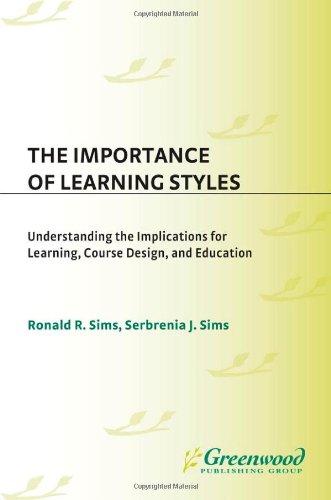 THE IMPORTANCE
OF LEARNING STYLES
Understanding the Implications for
Learning, Course Design, and Education
Ronald R. Sims, Serbrenia J. Sims
Greenwood
PUBLISHING GROUP